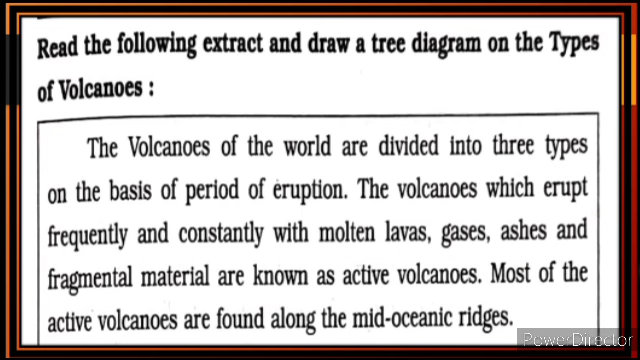 Read the following extract and draw a tree diagram on the Types
of Volcanoes :
The Volcanoes of the world are divided into three types
on the basis of period of eruption. The volcanoes which erupt
frequently and constantly with molten lavas, gases, ashes and
fragmental material are known as active volcanoes. Most of the
active volcanoes are found along the mid-oceanic ridges.
PowerDirector